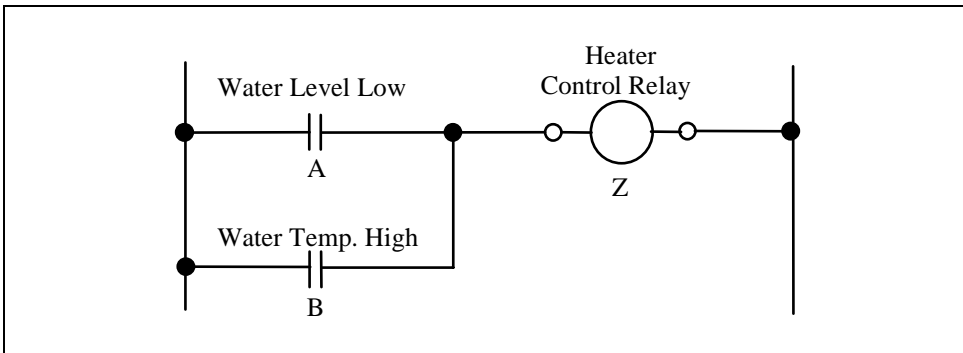 Heater
Control Relay
Water Level Low
A
Z
Water Temp. High
B